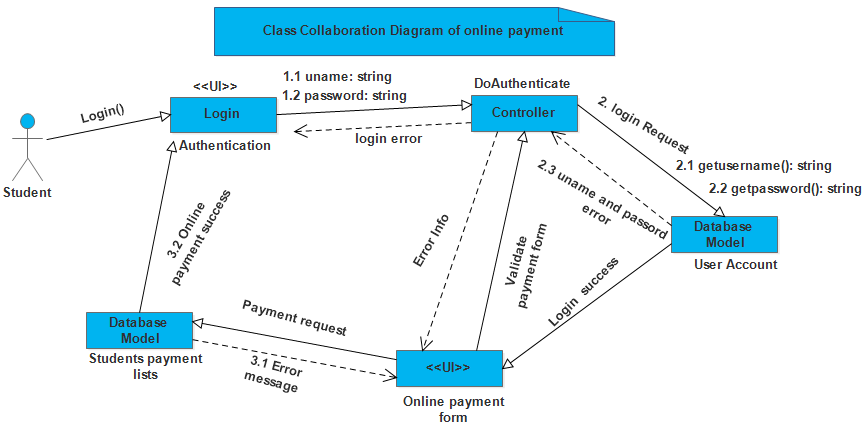 Class Collaboration Diagram of online payment
<<UI>>
1.1 uname: string
1.2 password: string
DoAuthenticate
Login()
Login
Controller
2. login Request
login error
Authentication
Student
2.1 getusername(): string
2.2 getpassword(): string
2.3 uname and passord
error
3.2 Online
payment success
Error Info
Validate
payment form
Database
Model
User Account
Login success
Payment request
Database
Model
Students payment
lists
3.1 Error
message
<<UI>>
Online payment
form